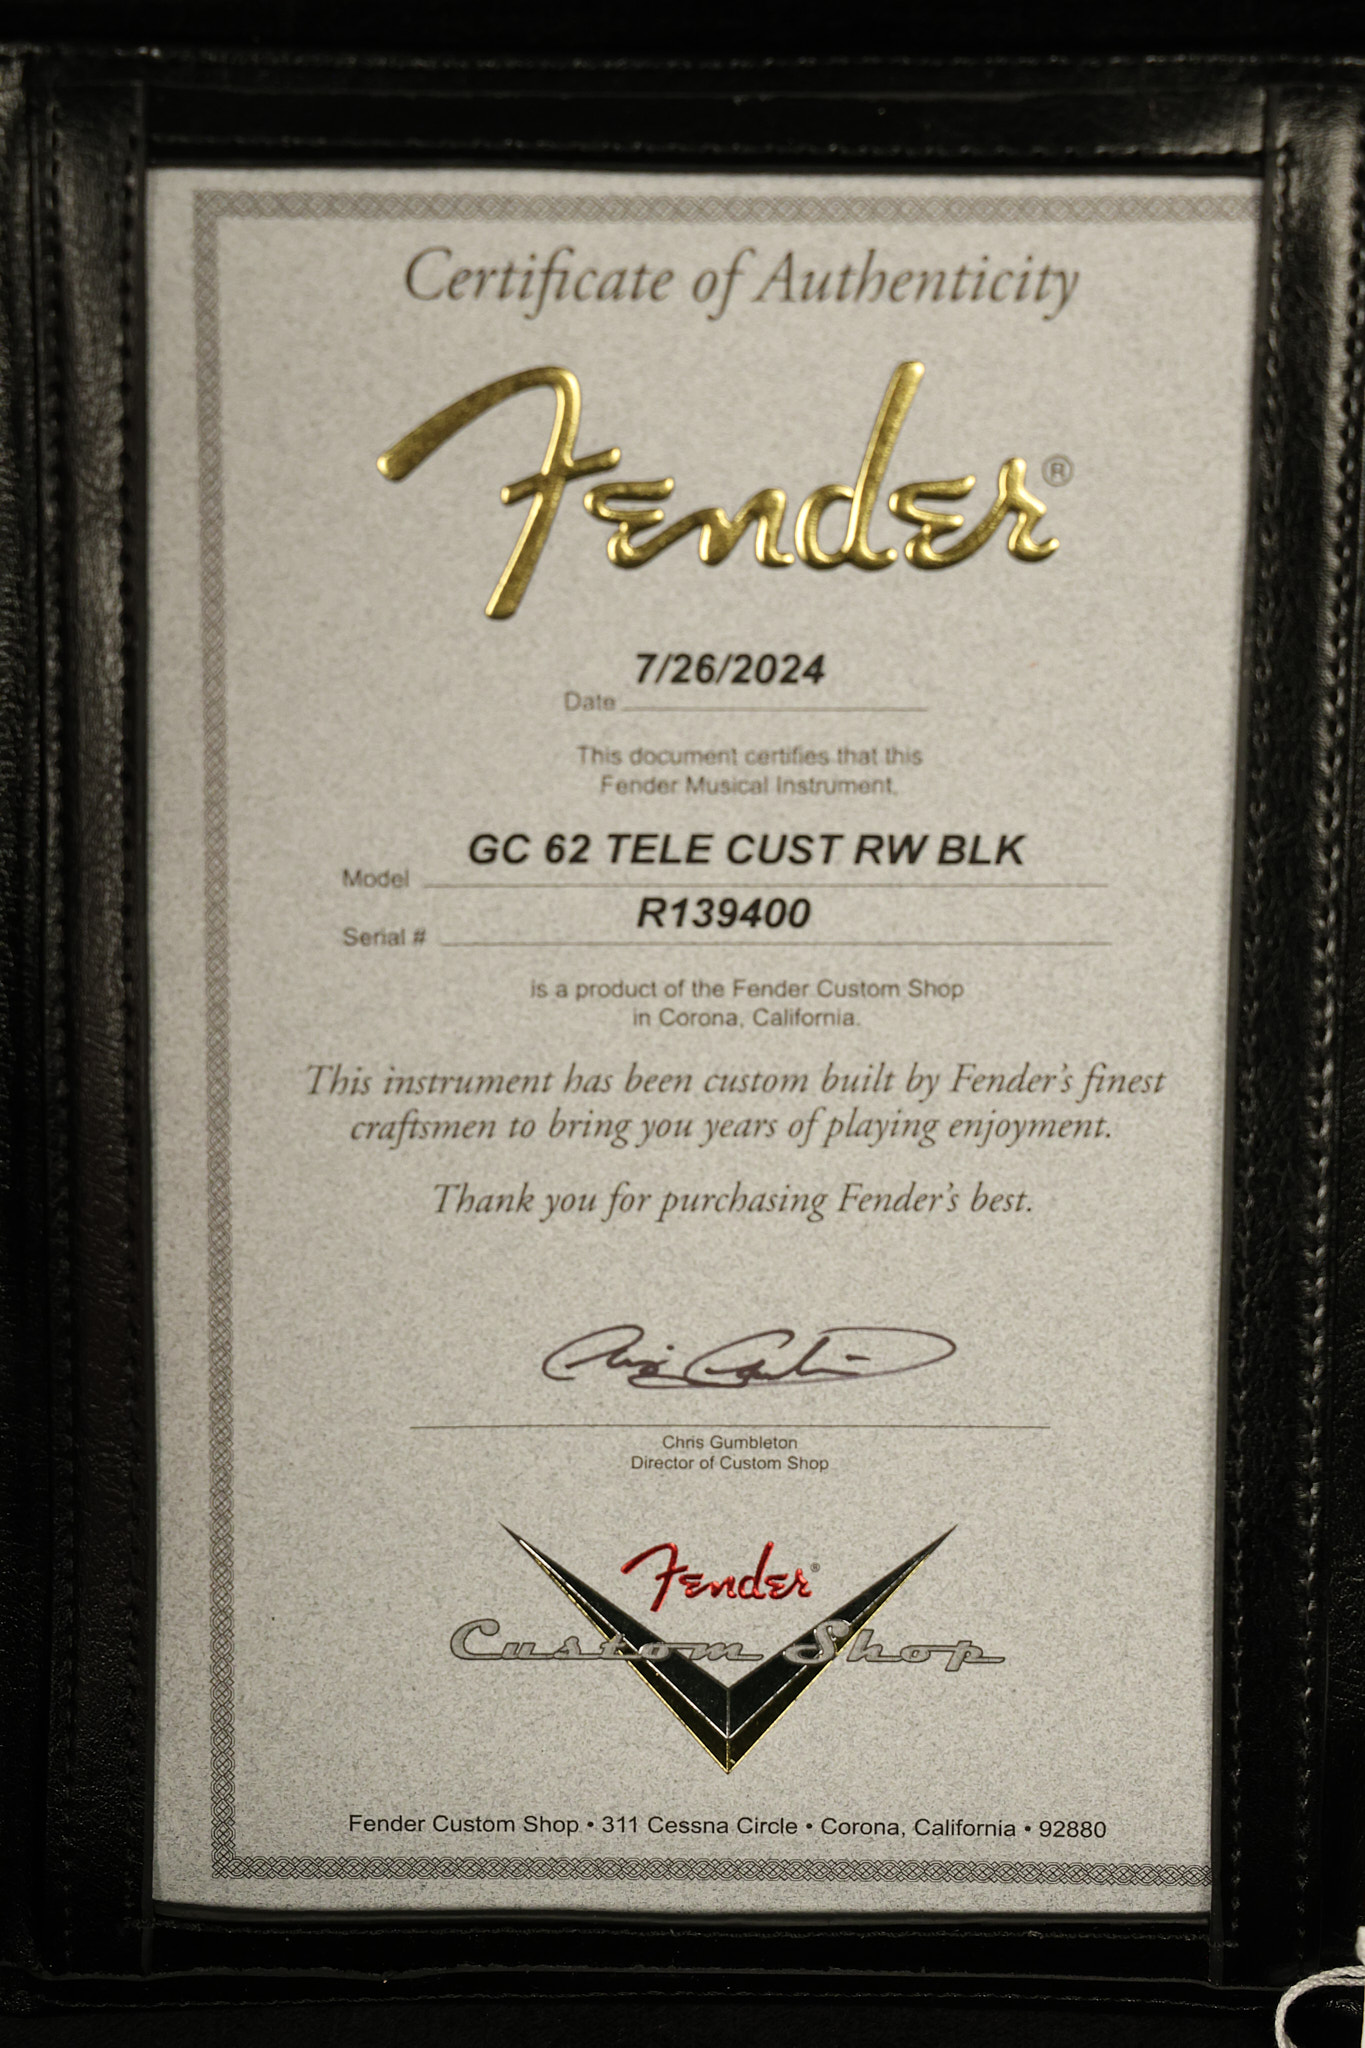 Certificate of Authenticity
Fender®
7/26/2024
Date
This document certifies that this
Fender Musical Instrument,
GC 62 TELE CUST RW BLK
Model
R139400
Serial #
is a product of the Fender Custom Shop
in Corona, California.
This instrument has been custom built by Fender's finest
craftsmen to bring you years of playing enjoyment.
Thank you for purchasing Fender's best.
Chris Gumbleton
Director of Custom Shop
Fender®
Custom Shop
Fender Custom Shop • 311 Cessna Circle • Corona, California • 92880